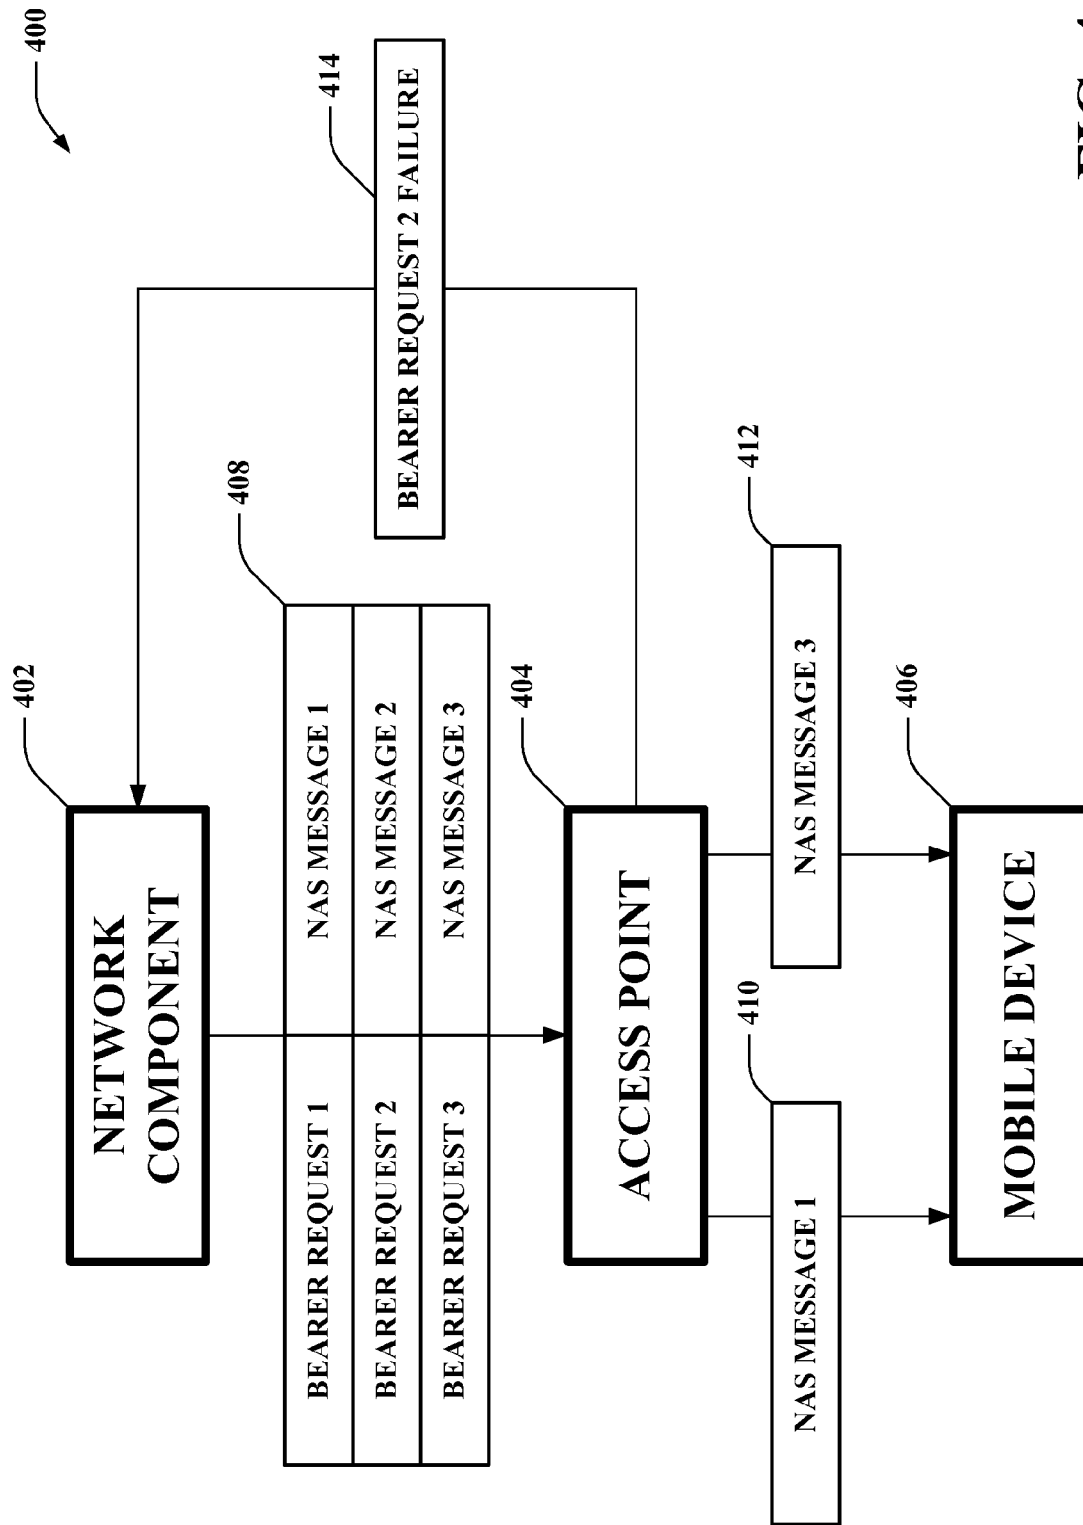 400
402
NETWORK
COMPONENT
408
414
BEARER REQUEST 1
NAS MESSAGE 1
BEARER REQUEST 2
NAS MESSAGE 2
BEARER REQUEST 3
NAS MESSAGE 3
BEARER REQUEST 2 FAILURE
404
ACCESS POINT
410
412
NAS MESSAGE 1
NAS MESSAGE 3
406
MOBILE DEVICE
FIG.